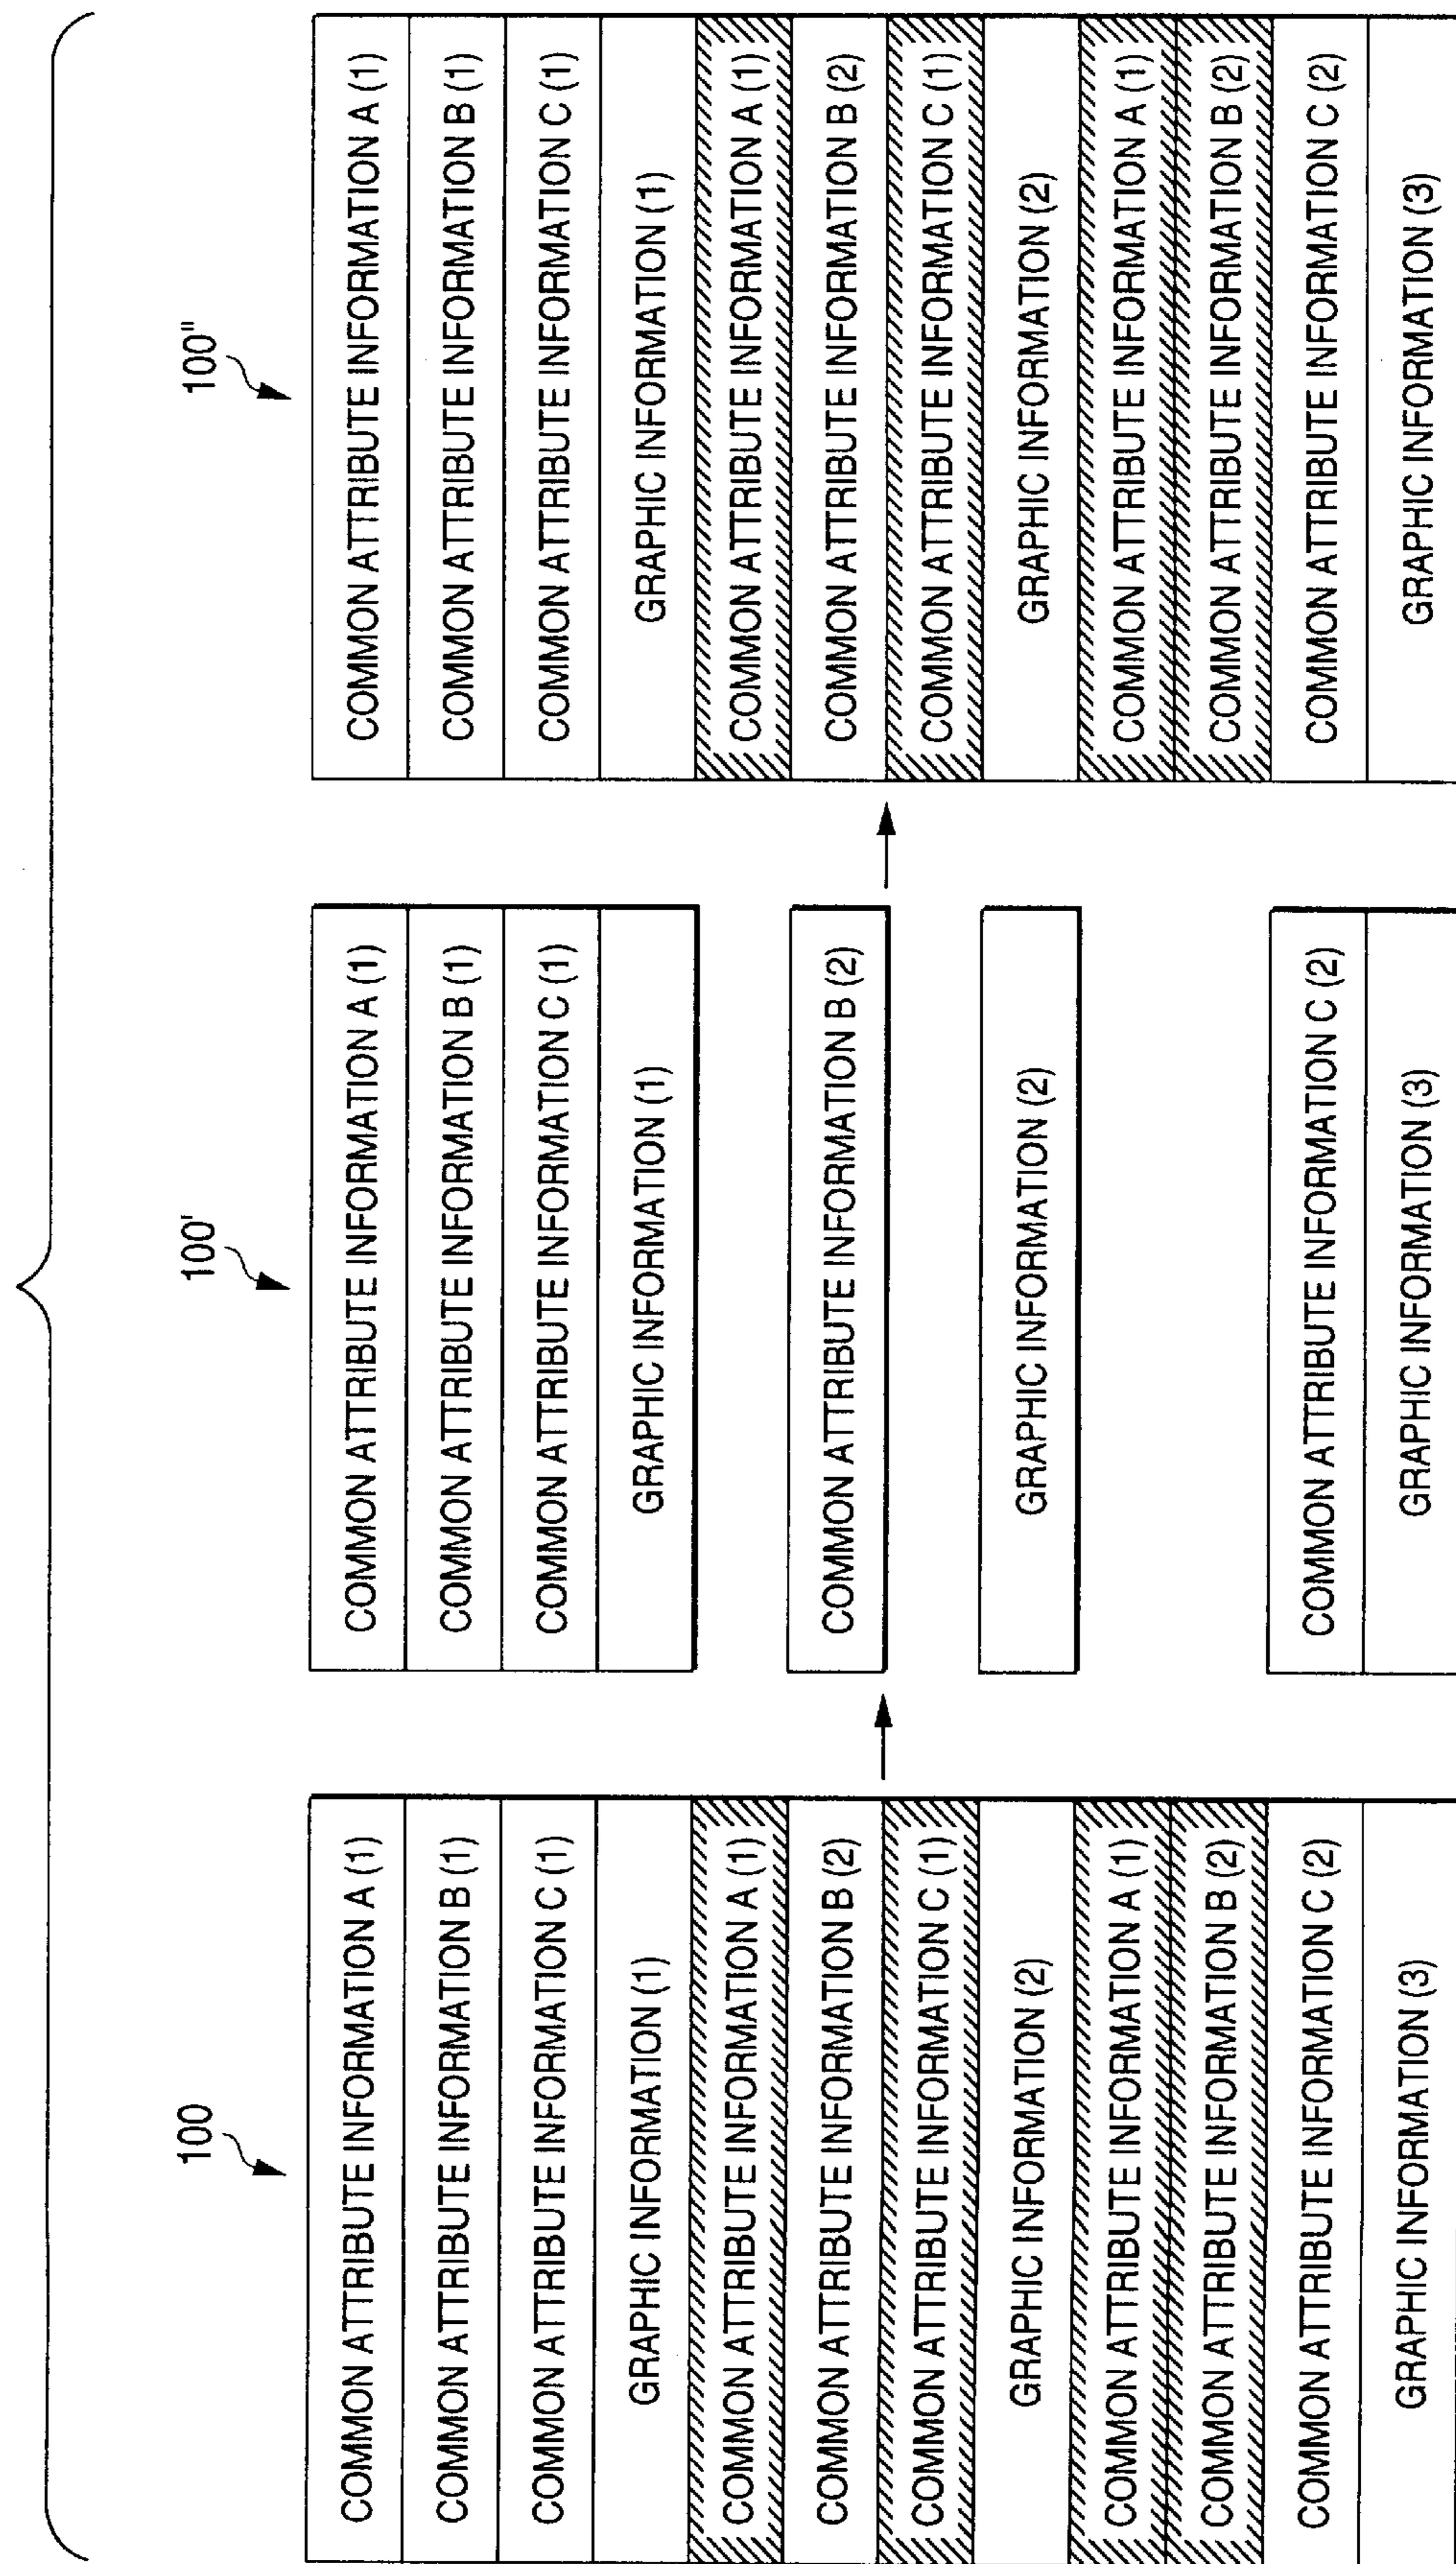 100
COMMON ATTRIBUTE INFORMATION A (1)
COMMON ATTRIBUTE INFORMATION B (1)
COMMON ATTRIBUTE INFORMATION C (1)
GRAPHIC INFORMATION (1)
COMMON ATTRIBUTE INFORMATION A (1)
COMMON ATTRIBUTE INFORMATION B (2)
COMMON ATTRIBUTE INFORMATION C (1)
GRAPHIC INFORMATION (2)
COMMON ATTRIBUTE INFORMATION A (1)
COMMON ATTRIBUTE INFORMATION B (2)
COMMON ATTRIBUTE INFORMATION C (2)
GRAPHIC INFORMATION (3)
100'
COMMON ATTRIBUTE INFORMATION A (1)
COMMON ATTRIBUTE INFORMATION B (1)
COMMON ATTRIBUTE INFORMATION C (1)
GRAPHIC INFORMATION (1)
COMMON ATTRIBUTE INFORMATION B (2)
GRAPHIC INFORMATION (2)
COMMON ATTRIBUTE INFORMATION C (2)
GRAPHIC INFORMATION (3)
100"
COMMON ATTRIBUTE INFORMATION A (1)
COMMON ATTRIBUTE INFORMATION B (1)
COMMON ATTRIBUTE INFORMATION C (1)
GRAPHIC INFORMATION (1)
COMMON ATTRIBUTE INFORMATION A (1)
COMMON ATTRIBUTE INFORMATION B (2)
COMMON ATTRIBUTE INFORMATION C (1)
GRAPHIC INFORMATION (2)
COMMON ATTRIBUTE INFORMATION A (1)
COMMON ATTRIBUTE INFORMATION B (2)
COMMON ATTRIBUTE INFORMATION C (2)
GRAPHIC INFORMATION (3)